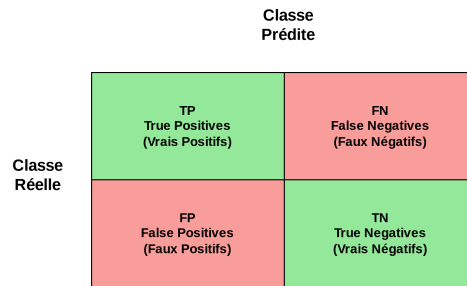 Classe
Prédite
TP
True Positives
(Vrais Positifs)
FN
False Negatives
(Faux Négatifs)
Classe
Réelle
FP
False Positives
(Faux Positifs)
TN
True Negatives
(Vrais Négatifs)